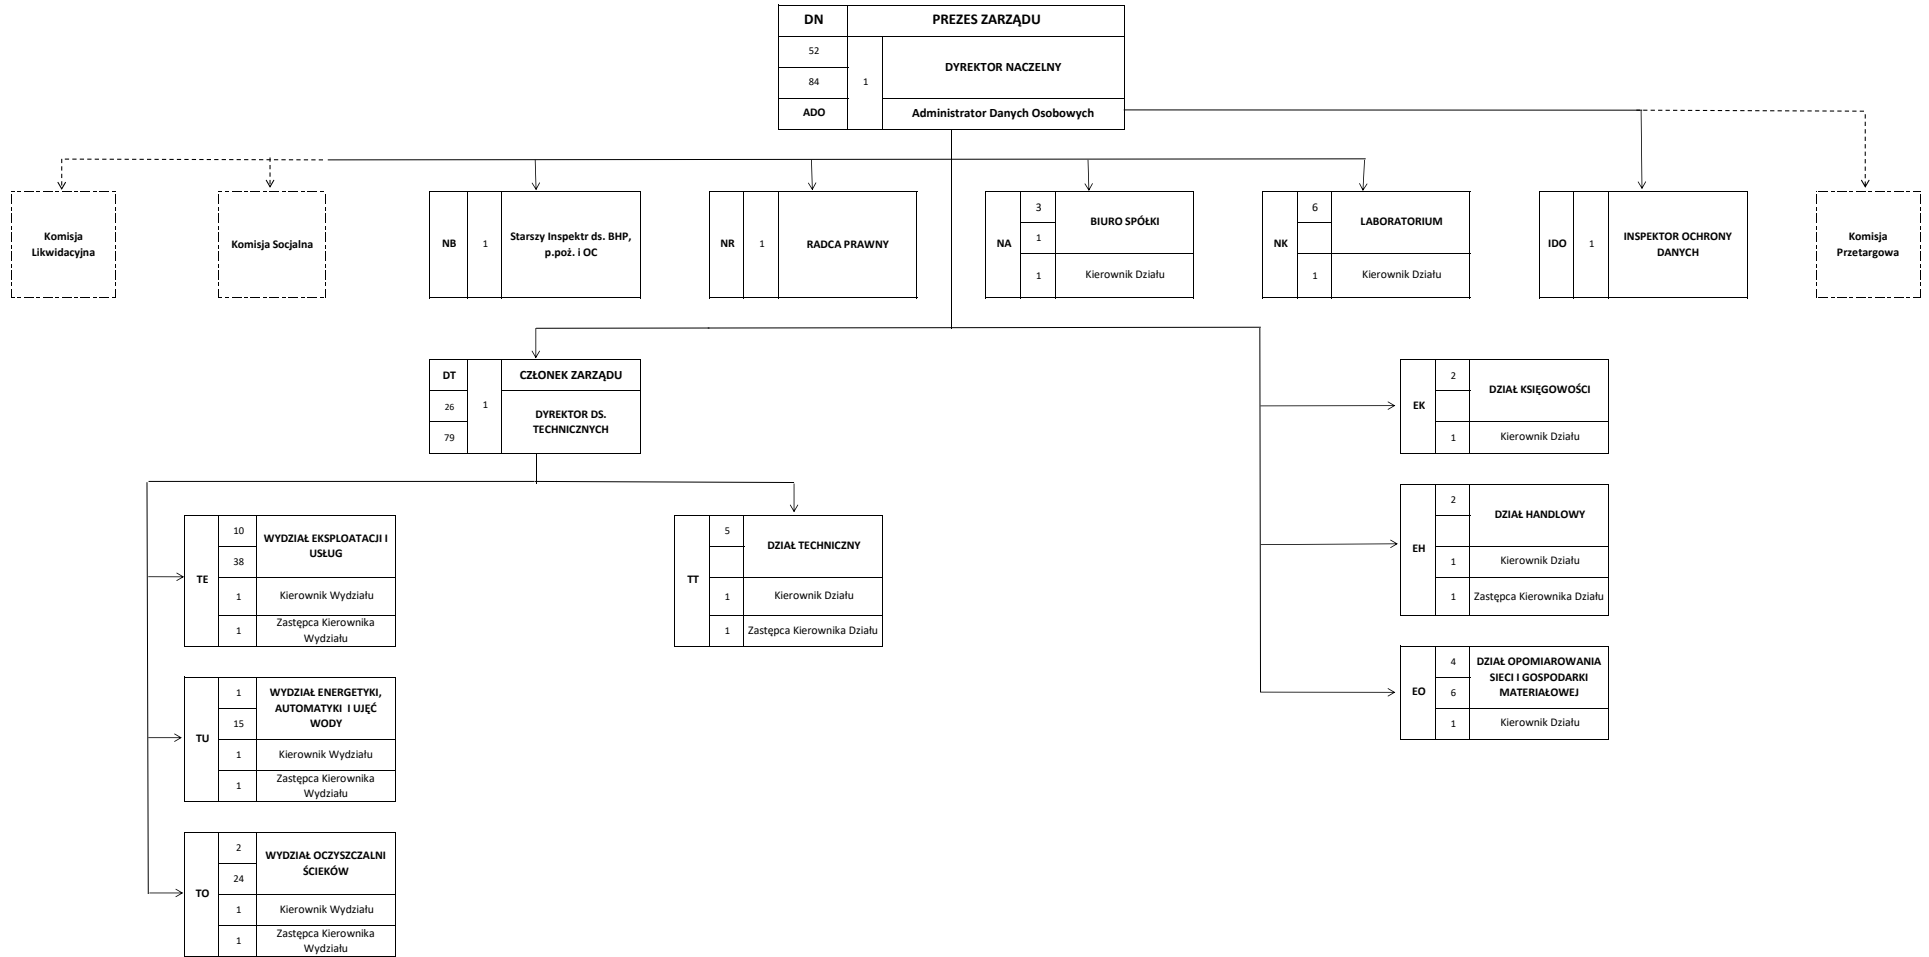 DN PREZES ZARZĄDU
52
DYREKTOR NACZELNY
84 1
ADO Administrator Danych Osobowych
Komisja
Likwidacyjna
Komisja Socjalna
NB 1 Starszy Inspektr ds. BHP,
p.poż. i OC
NR 1 RADCA PRAWNY
3
BIURO SPÓŁKI
NA 1
1 Kierownik Działu
6
LABORATORIUM
NK
1 Kierownik Działu
IDO 1 INSPEKTOR OCHRONY
DANYCH
Komisja
Przetargowa
DT CZŁONEK ZARZĄDU
26 1
DYREKTOR DS.
TECHNICZNYCH
79
2
DZIAŁ KSIĘGOWOŚCI
EK
1 Kierownik Działu
2
DZIAŁ HANDLOWY
EH
1 Kierownik Działu
1 Zastępca Kierownika Działu
4 DZIAŁ OPOMIAROWANIA
SIECI I GOSPODARKI
MATERIAŁOWEJ
EO 6
1 Kierownik Działu
10
WYDZIAŁ EKSPLOATACJI I
USŁUG
38
TE
1 Kierownik Wydziału
1 Zastępca Kierownika
Wydziału
5
DZIAŁ TECHNICZNY
TT
1 Kierownik Działu
1 Zastępca Kierownika Działu
1 WYDZIAŁ ENERGETYKI,
AUTOMATYKI I UJĘĆ
WODY
15
TU
1 Kierownik Wydziału
1 Zastępca Kierownika
Wydziału
2
WYDZIAŁ OCZYSZCZALNI
ŚCIEKÓW
24
TO
1 Kierownik Wydziału
1 Zastępca Kierownika
Wydziału